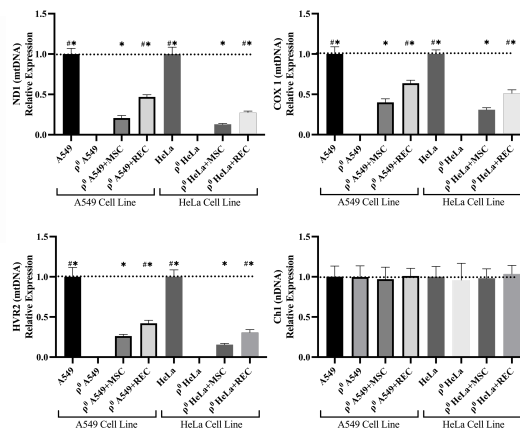 ND1 (mtDNA)
Relative Expression
1.5
1.0
0.5
0.0
#* * #* #* * #*
A549
ρ⁰ A549
ρ⁰ A549+MSC
ρ⁰ A549+REC
HeLa
ρ⁰ HeLa
ρ⁰ HeLa+MSC
ρ⁰ HeLa+REC
A549 Cell Line
HeLa Cell Line
COX 1 (mtDNA)
Relative Expression
1.5
1.0
0.5
0.0
#* * #* #* * #*
A549
ρ⁰ A549
ρ⁰ A549+MSC
ρ⁰ A549+REC
HeLa
ρ⁰ HeLa
ρ⁰ HeLa+MSC
ρ⁰ HeLa+REC
A549 Cell Line
HeLa Cell Line
HVR2 (mtDNA)
Relative Expression
1.5
1.0
0.5
0.0
#* * #* #* * #*
A549
ρ⁰ A549
ρ⁰ A549+MSC
ρ⁰ A549+REC
HeLa
ρ⁰ HeLa
ρ⁰ HeLa+MSC
ρ⁰ HeLa+REC
A549 Cell Line
HeLa Cell Line
Ch1 (nDNA)
Relative Expression
1.5
1.0
0.5
0.0
A549
ρ⁰ A549
ρ⁰ A549+MSC
ρ⁰ A549+REC
HeLa
ρ⁰ HeLa
ρ⁰ HeLa+MSC
ρ⁰ HeLa+REC
A549 Cell Line
HeLa Cell Line